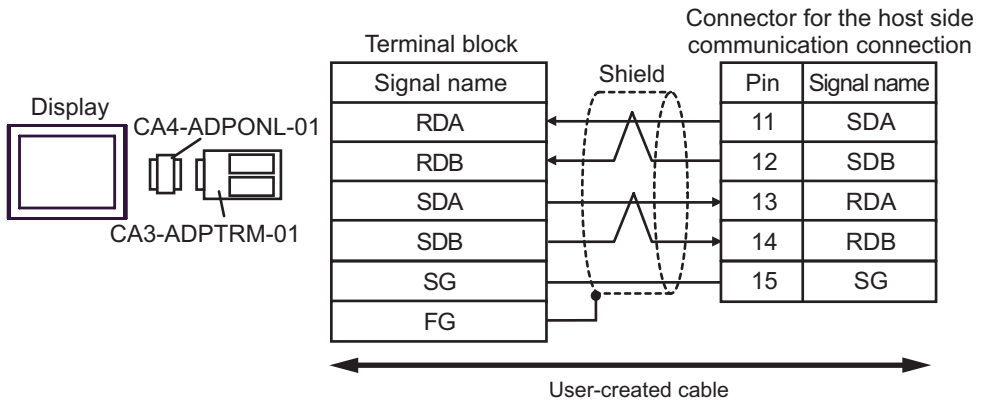 Connector for the host side
communication connection
Terminal block
Signal name
Shield
Pin Signal name
Display
CA4-ADPONL-01
CA3-ADPTRM-01
RDA 11 SDA
RDB 12 SDB
SDA 13 RDA
SDB 14 RDB
SG 15 SG
FG
User-created cable